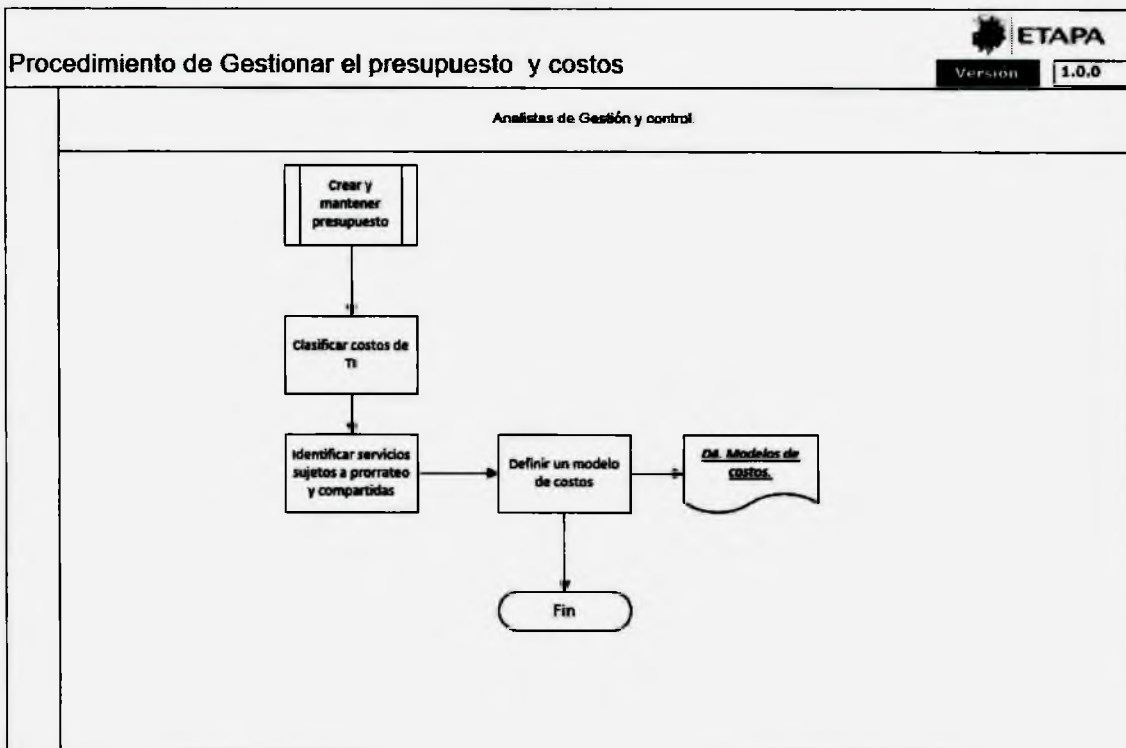 ETAPA
Procedimiento de Gestionar el presupuesto y costos
Versión 1.0.0
Analistas de Gestión y control
Crear y
mantener
presupuesto
Clasificar costos de
TI
Identificar servicios
sujetos a prorrateo
y compartidas
Definir un modelo
de costos
D8. Modelos de
costos.
Fin